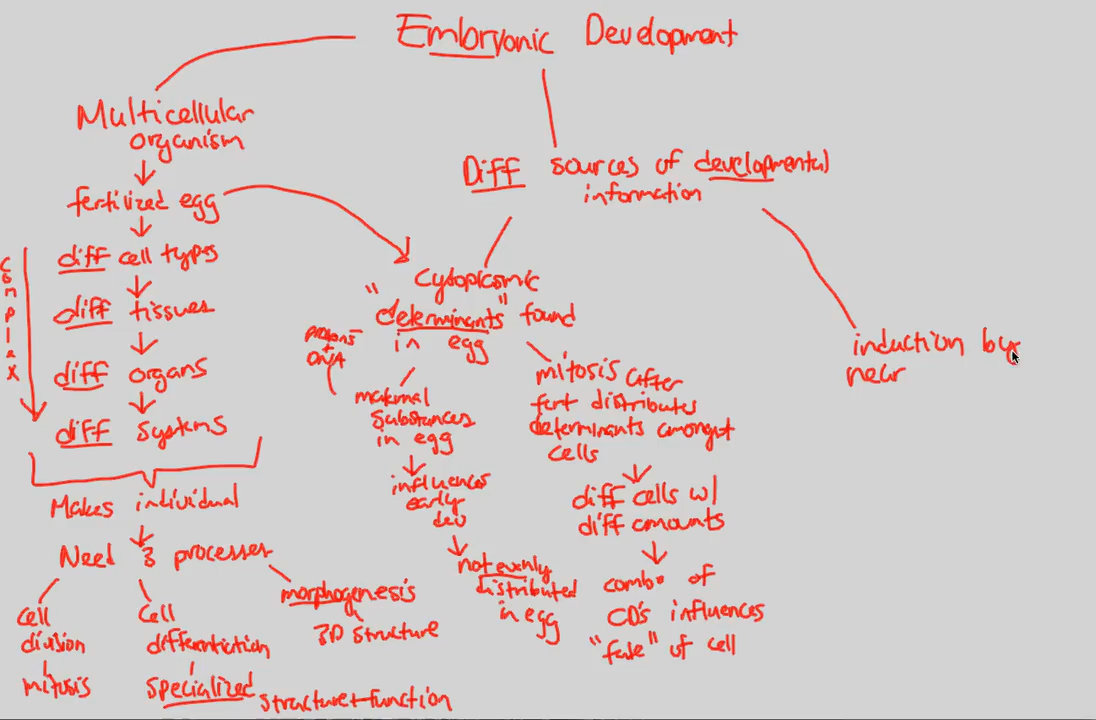 Embryonic Development
Multicellular
organism
fertilized egg
diff cell types
diff tissues
diff organs
diff systems
complex
Makes individual
Need 3 processes
cell
division
mitosis
cell
differentiation
specialized structure+function
morphogenesis
3D structure
Diff sources of developmental
information
cytoplasmic
"determinants" found
in egg
proteins
+
maternal
substances
in egg
influences
early
dev
not evenly
distributed
in egg
mitosis after
fert distributes
determinants amongst
cells
diff cells w/
diff amounts
combo of
CD's influences
"fate" of cell
induction by
near